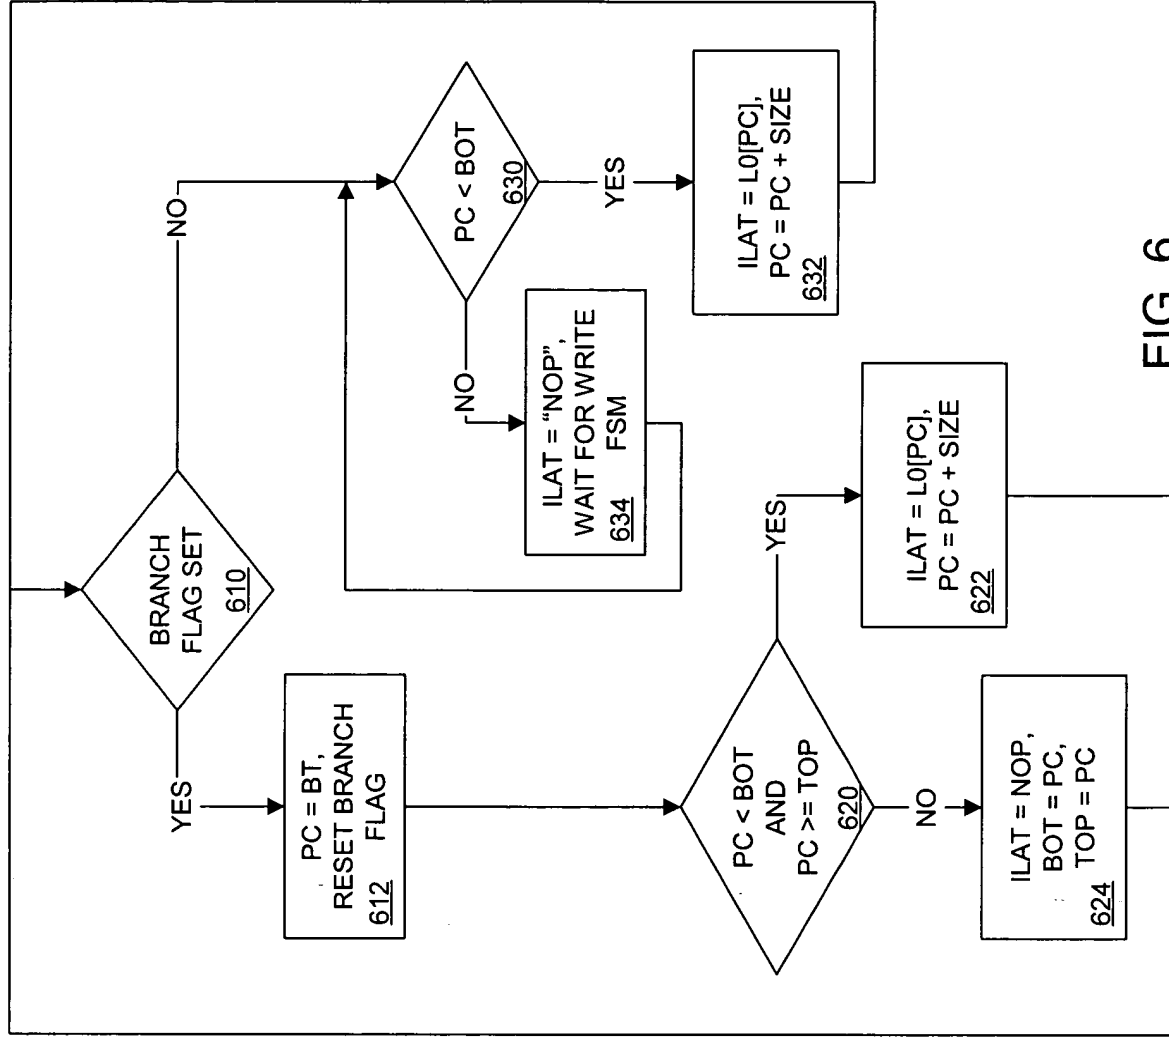 BRANCH
FLAG SET
610
YES
NO
PC = BT,
RESET BRANCH
FLAG
612
PC < BOT
630
NO
YES
ILAT = "NOP",
WAIT FOR WRITE
FSM
634
ILAT = L0[PC],
PC = PC + SIZE
632
PC < BOT
AND
PC >= TOP
620
YES
NO
ILAT = L0[PC],
PC = PC + SIZE
622
ILAT = NOP,
BOT = PC,
TOP = PC
624
FIG 6